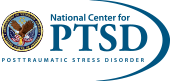 National Center for
PTSD
POSTTRAUMATIC STRESS DISORDER